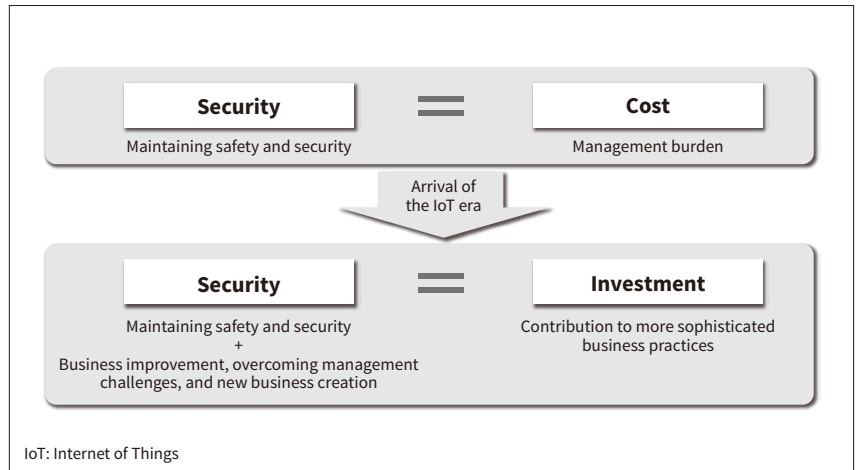 Security
Cost
Maintaining safety and security
Management burden
Arrival of
the IoT era
Security
Investment
Maintaining safety and security
+
Business improvement, overcoming management
challenges, and new business creation
Contribution to more sophisticated
business practices
IoT: Internet of Things